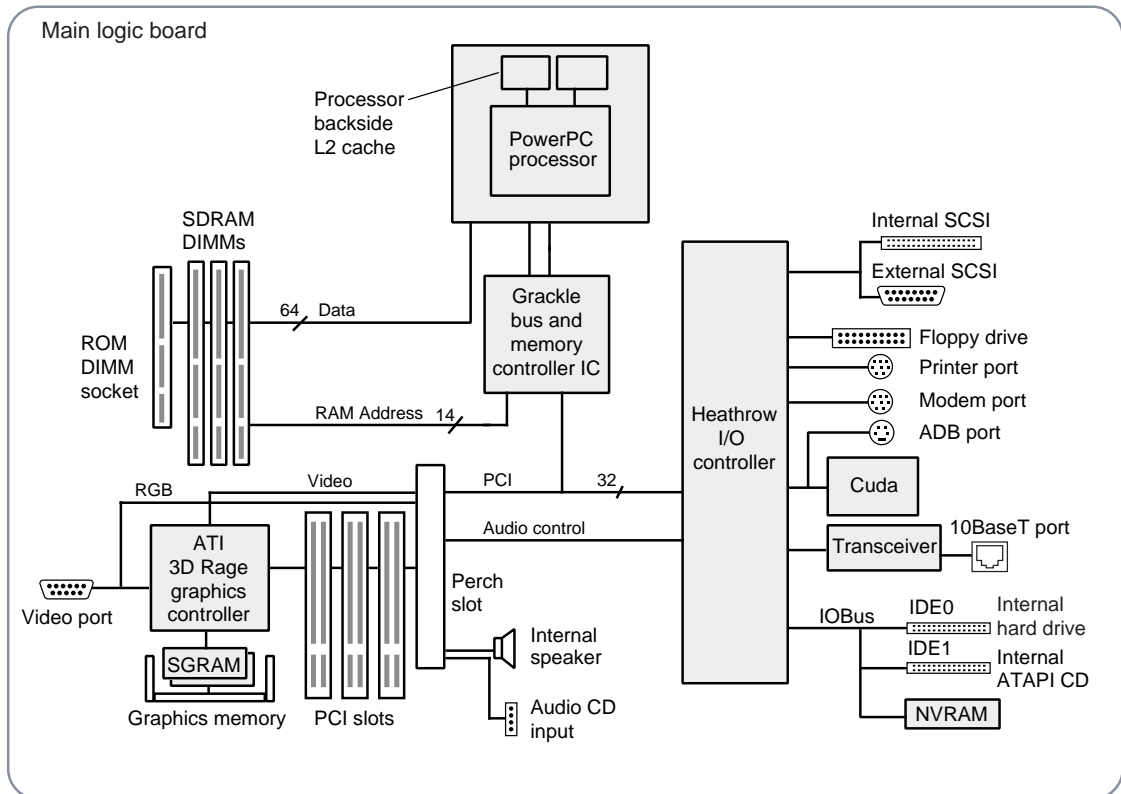 Main logic board
Processor
backside
L2 cache
PowerPC
processor
SDRAM
DIMMs
Internal SCSI
External SCSI
64
Data
Grackle
bus and
memory
controller IC
ROM
DIMM
socket
RAM Address
14
Heathrow
I/O
controller
Floppy drive
Printer port
Modem port
ADB port
Cuda
RGB
Video
PCI
32
Audio control
Transceiver
10BaseT port
ATI
3D Rage
graphics
controller
Video port
Perch
slot
SGRAM
Graphics memory
PCI slots
Internal
speaker
Audio CD
input
IOBus
IDE0
Internal
hard drive
IDE1
Internal
ATAPI CD
NVRAM